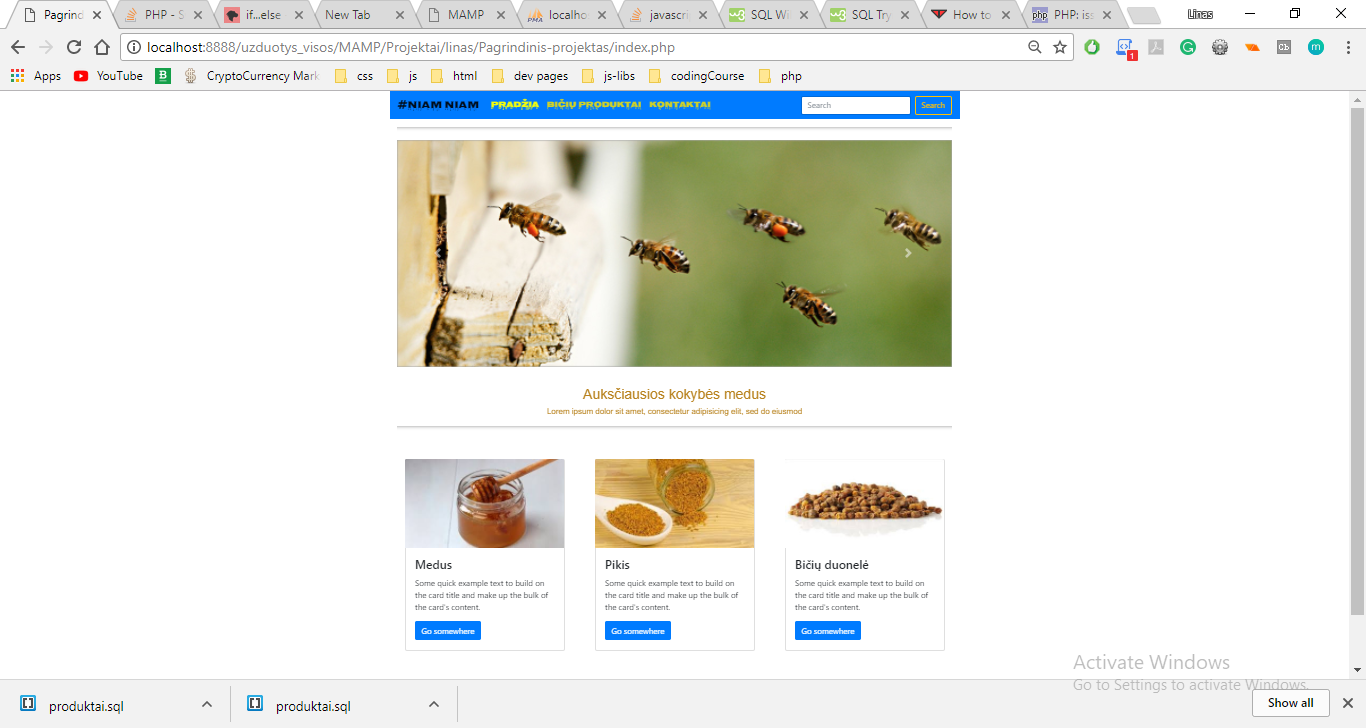 Pagrind
PHP - S
if...else
New Tab
MAMP
localho
javascri
SQL Wi
SQL Try
How to
PHP: iss
Linas
localhost:8888/uzduotys_visos/MAMP/Projektai/linas/Pagrindinis-projektas/index.php
Apps YouTube CryptoCurrency Mark css js html dev pages js-libs codingCourse php
#NIAM NIAM PRADŽIA BIČIŲ PRODUKTAI KONTAKTAI Search Search
Auksčiausios kokybės medus
Lorem ipsum dolor sit amet, consectetur adipisicing elit, sed do eiusmod
Medus
Some quick example text to build on
the card title and make up the bulk of
the card's content.
Go somewhere
Pikis
Some quick example text to build on
the card title and make up the bulk of
the card's content.
Go somewhere
Bičių duonelė
Some quick example text to build on
the card title and make up the bulk of
the card's content.
Go somewhere
Activate Windows
Go to Settings to activate Windows.
produktai.sql
produktai.sql
Show all